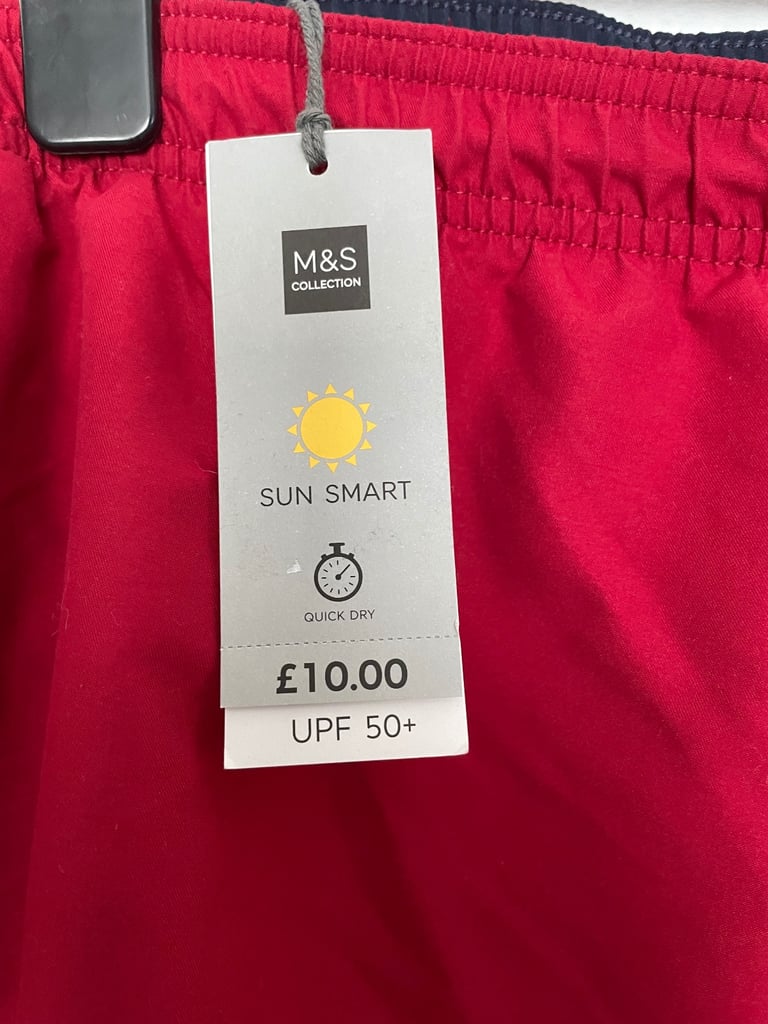 M&S
COLLECTION
SUN SMART
QUICK DRY
£10.00
UPF 50+